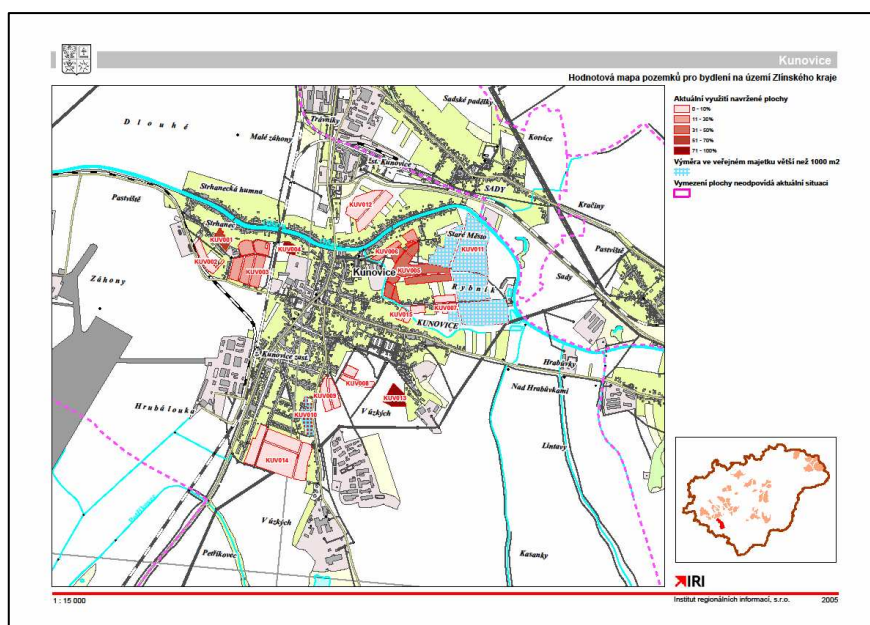 Kunovice
Hodnotová mapa pozemků pro bydlení na území Zlínského kraje
Aktuální využití navržené plochy
0 - 10%
11 - 30%
31 - 50%
51 - 70%
71 - 100%
Výměra ve veřejném majetku větší než 1000 m2
Vymezení plochy neodpovídá aktuální situaci
Dlouhé
Malé záhony
Trávníky
Sadské padělky
Korvice
žst. Kunovice
Strhanecká humna
SADY
Kračiny
Pastviště
Strhanec
KUV012
KUV001
KUV002
KUV003
KUV004
KUV006
Kunovice
KUV005
Staré Město
KUV011
Pastviště
Sady
Záhony
Rybník
KUV007
KUV015
KUNOVICE
Kunovice zast.
Hrabůvky
KUV008
KUV009
KUV013
Nad Hrabůvkami
Hrubá louka
KUV010
V úzkých
KUV014
Lintavy
V úzkých
Petříkovec
Kasanky
IRI
1 : 15 000
Institut regionálních informací, s.r.o.
2005